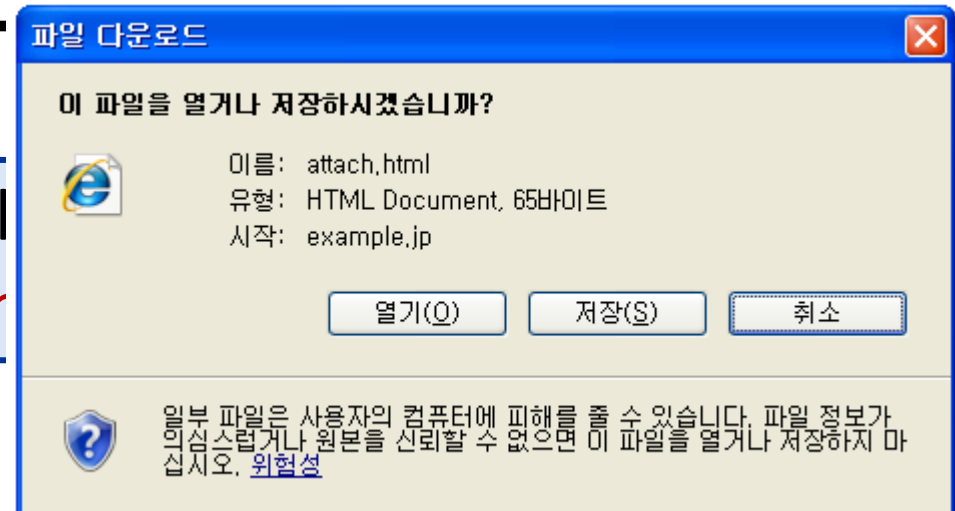 파일 다운로드
이 파일을 열거나 저장하시겠습니까?
이름: attach.html
유형: HTML Document, 65바이트
시작: example.jp
열기(O) 저장(S) 취소
일부 파일은 사용자의 컴퓨터에 피해를 줄 수 있습니다. 파일 정보가
의심스럽거나 원본을 신뢰할 수 없으면 이 파일을 열거나 저장하지 마
십시오. 위험성